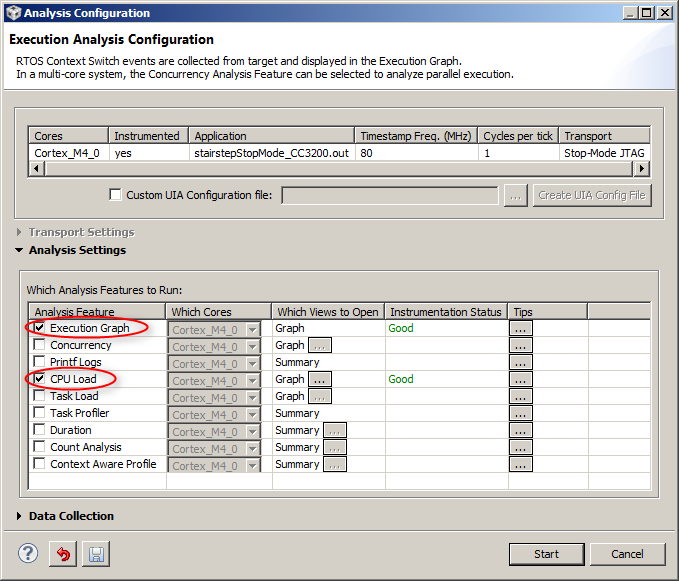 Analysis Configuration
Execution Analysis Configuration
RTOS Context Switch events are collected from target and displayed in the Execution Graph.
In a multi-core system, the Concurrency Analysis Feature can be selected to analyze parallel execution.
Cores Instrumented Application Timestamp Freq. (MHz) Cycles per tick Transport
Cortex_M4_0 yes stairstepStopMode_CC3200.out 80 1 Stop-Mode JTAG
Custom UIA Configuration file: ... Create UIA Config File
Transport Settings
Analysis Settings
Which Analysis Features to Run:
Analysis Feature Which Cores Which Views to Open Instrumentation Status Tips
Execution Graph Cortex_M4_0 Graph Good ...
Concurrency Cortex_M4_0 Graph ... ...
Printf Logs Cortex_M4_0 Summary ...
CPU Load Cortex_M4_0 Graph ... Good ...
Task Load Cortex_M4_0 Graph ... ...
Task Profiler Cortex_M4_0 Summary ...
Duration Cortex_M4_0 Summary ... ...
Count Analysis Cortex_M4_0 Summary ... ...
Context Aware Profile Cortex_M4_0 Summary ... ...
Data Collection
? Start Cancel